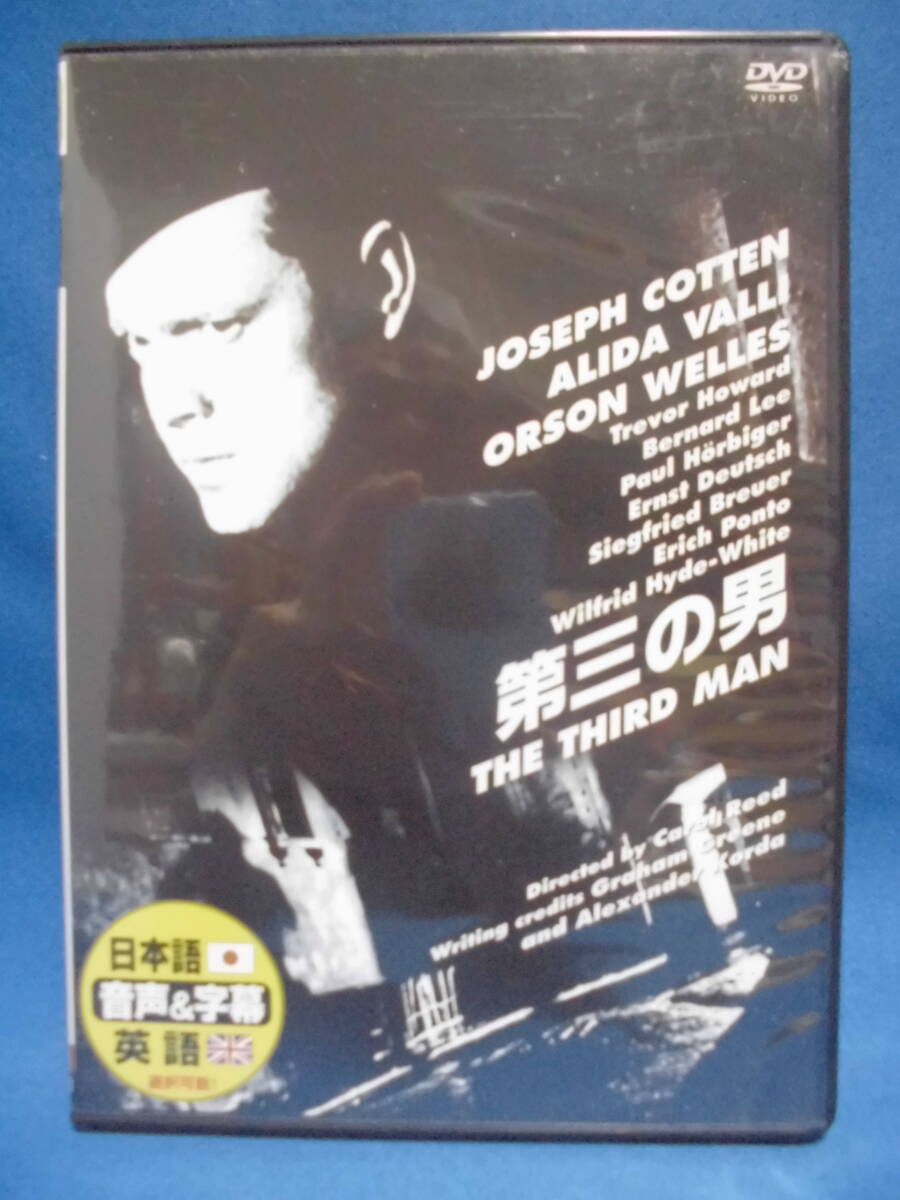 DVD
VIDEO
JOSEPH COTTEN
ALIDA VALLI
ORSON WELLES
Trevor Howard
Bernard Lee
Paul Hörbiger
Ernst Deutsch
Siegfried Breuer
Erich Ponto
Wilfrid Hyde-White
第三の男
THE THIRD MAN
Directed by Carol Reed
Writing credits Graham Greene
and Alexander Korda
日本語
音声&字幕
英語
選択可能!